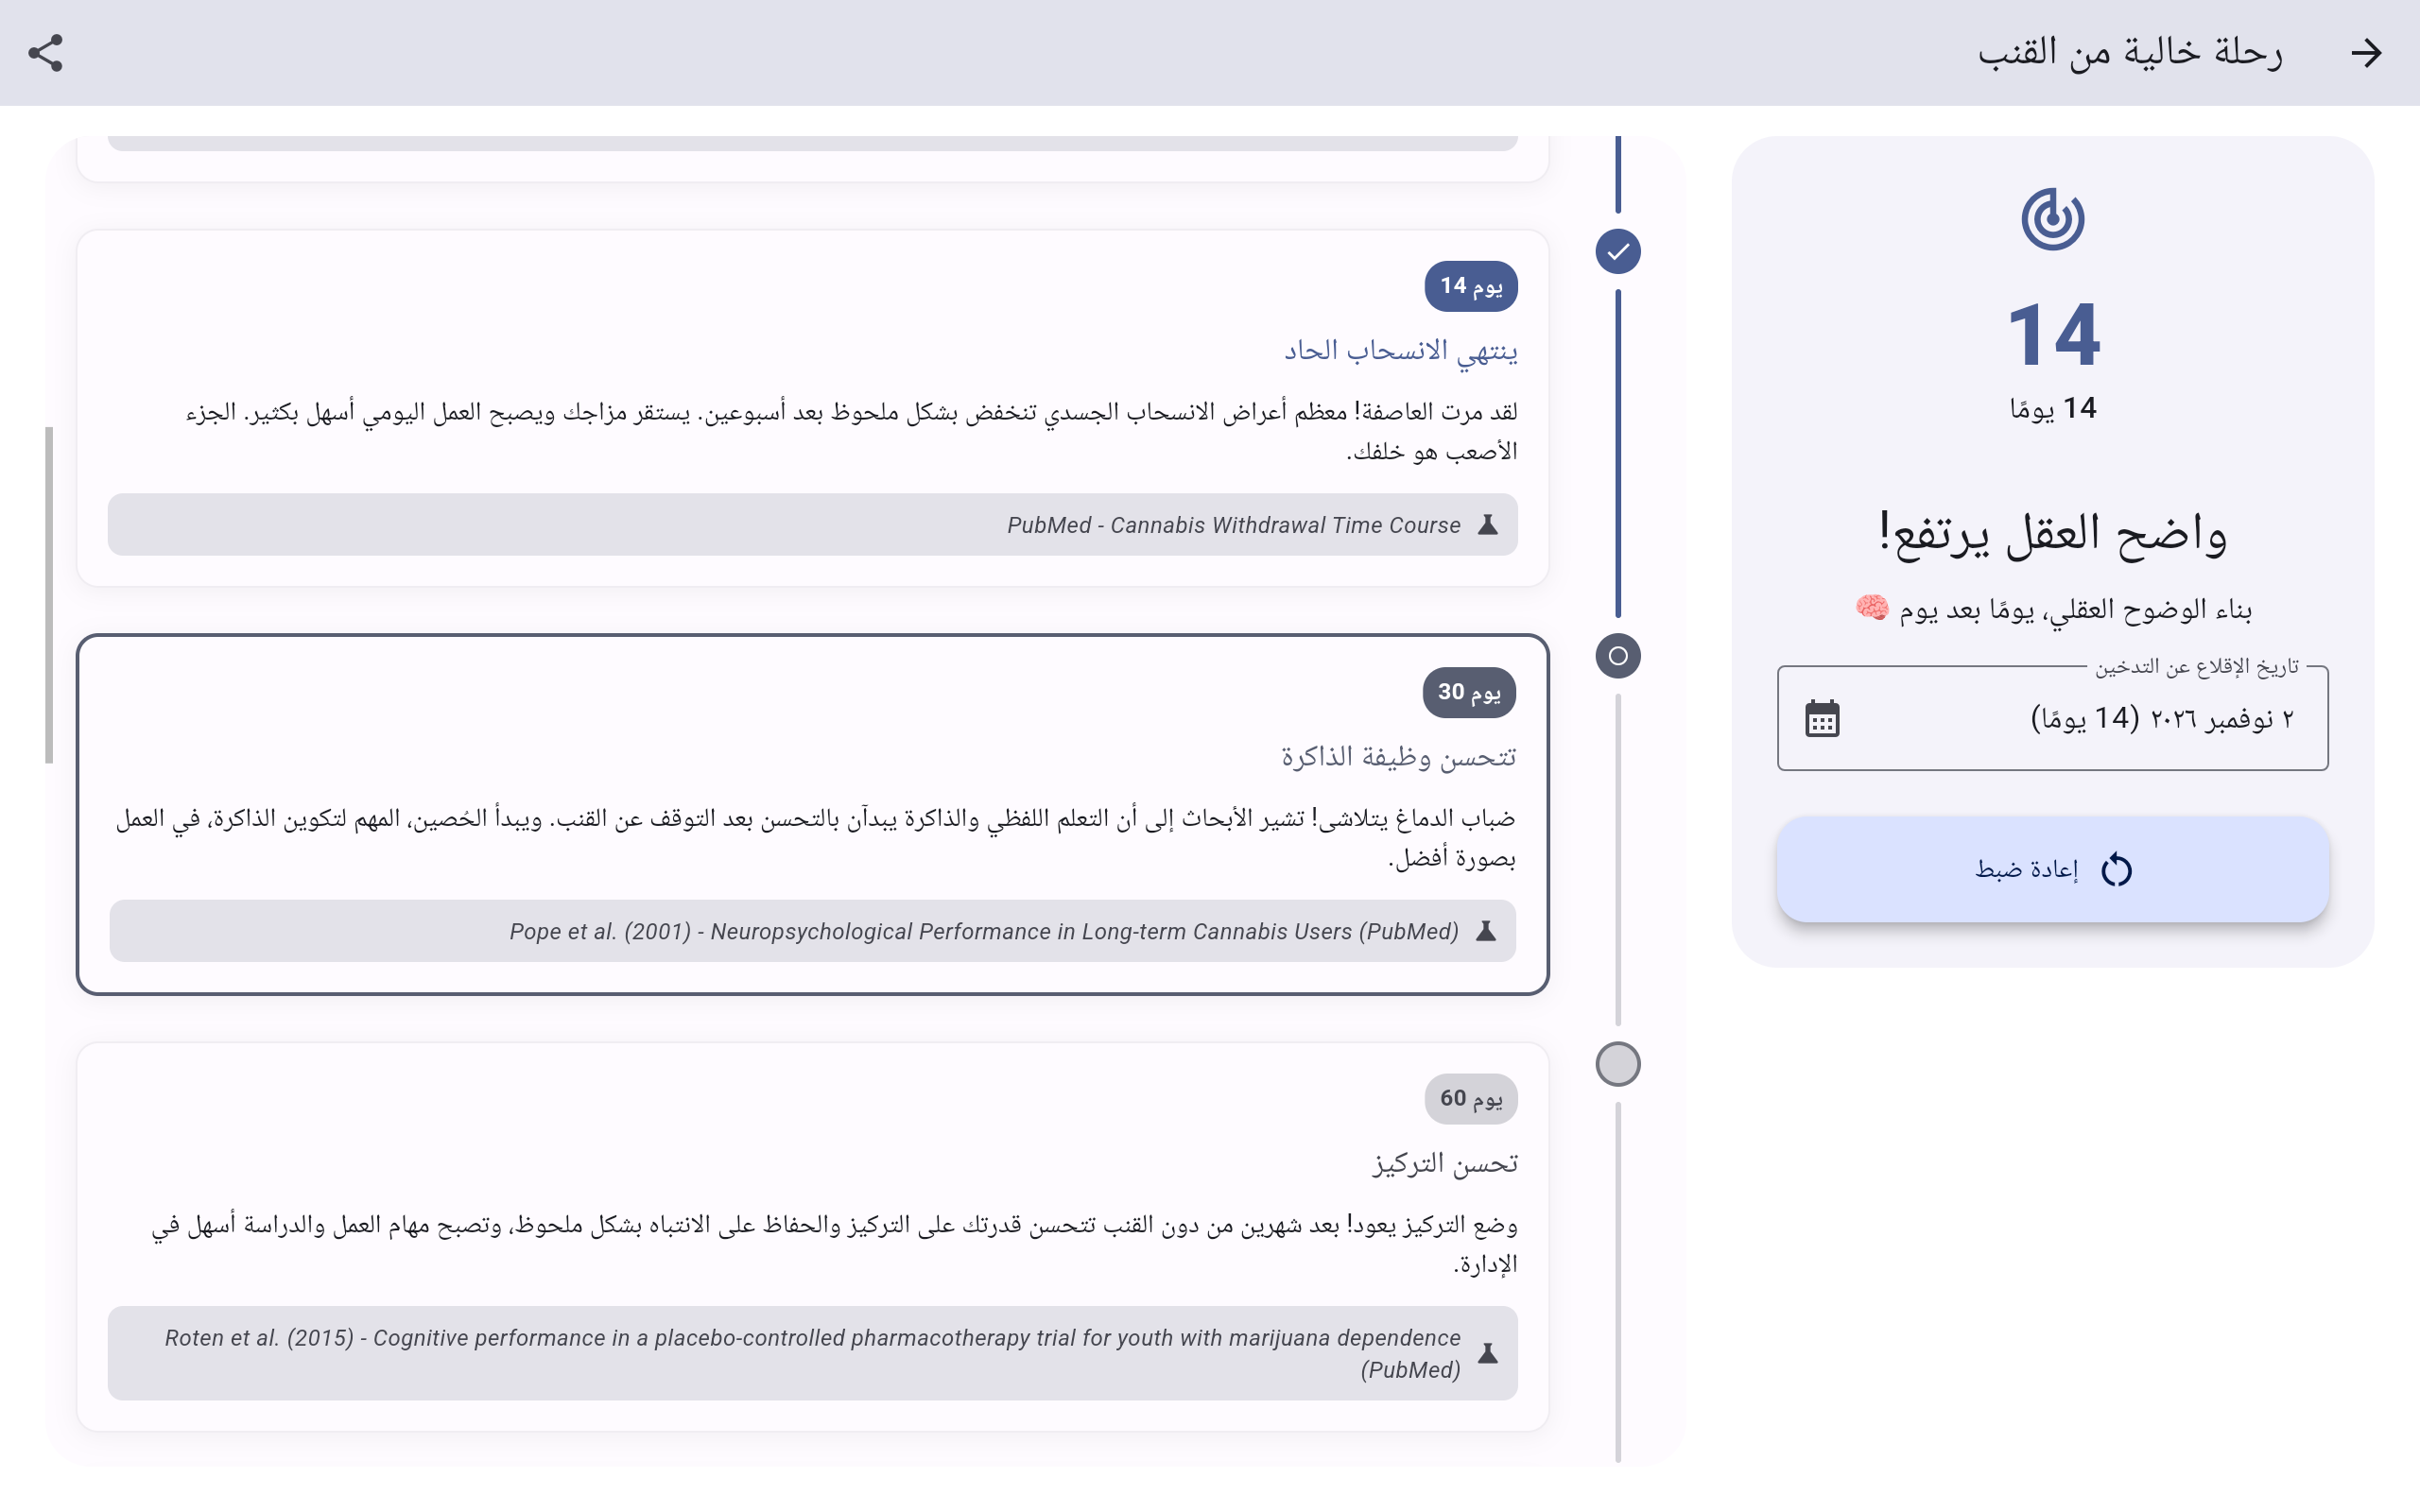 رحلة خالية من القنب
14
14 يومًا
واضح العقل يرتفع!
بناء الوضوح العقلي، يومًا بعد يوم 🧠
تاريخ الإقلاع عن التدخين
٢ نوفمبر ٢٠٢٦ (14 يومًا)
إعادة ضبط
يوم 14
ينتهي الانسحاب الحاد
لقد مرت العاصفة! معظم أعراض الانسحاب الجسدي تنخفض بشكل ملحوظ بعد أسبوعين. يستقر مزاجك ويصبح العمل اليومي أسهل بكثير. الجزء
الأصعب هو خلفك.
PubMed - Cannabis Withdrawal Time Course
يوم 30
تتحسن وظيفة الذاكرة
ضباب الدماغ يتلاشى! تشير الأبحاث إلى أن التعلم اللفظي والذاكرة يبدآن بالتحسن بعد التوقف عن القنب. ويبدأ الحُصين، المهم لتكوين الذاكرة، في العمل
بصورة أفضل.
Pope et al. (2001) - Neuropsychological Performance in Long-term Cannabis Users (PubMed)
يوم 60
تحسن التركيز
وضع التركيز يعود! بعد شهرين من دون القنب تتحسن قدرتك على التركيز والحفاظ على الانتباه بشكل ملحوظ، وتصبح مهام العمل والدراسة أسهل في
الإدارة.
Roten et al. (2015) - Cognitive performance in a placebo-controlled pharmacotherapy trial for youth with marijuana dependence
(PubMed)